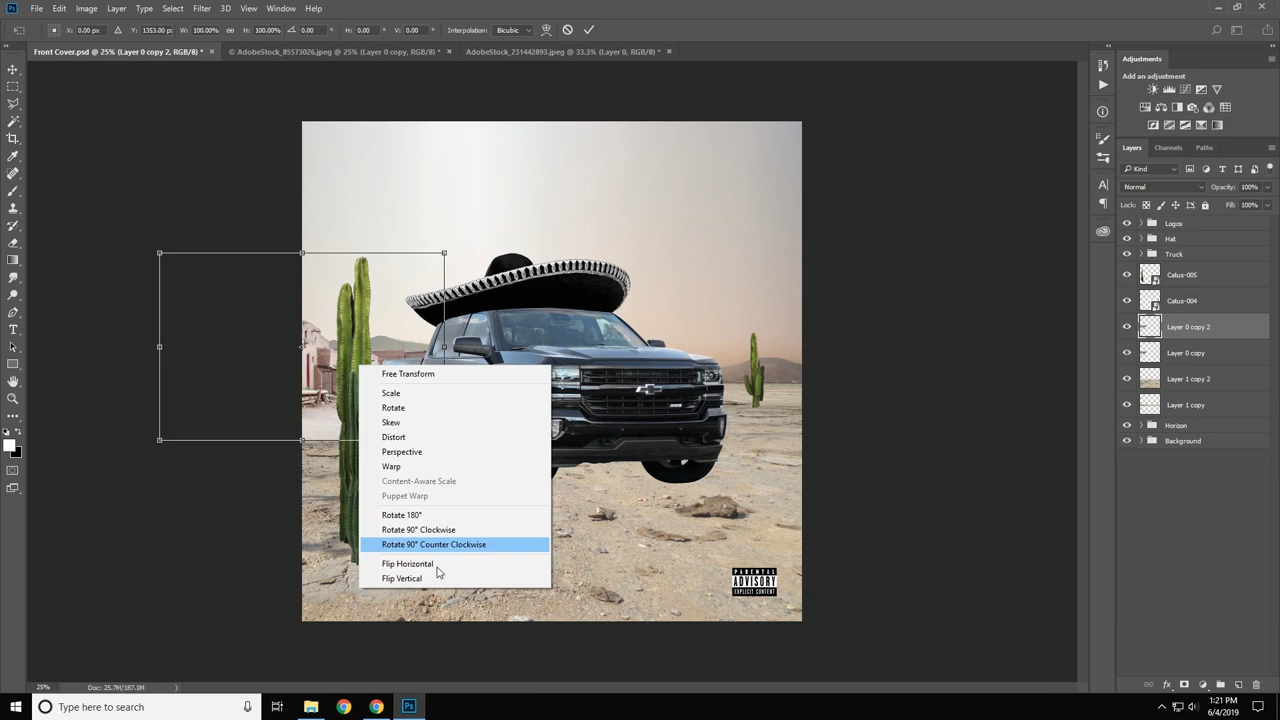 Ps File Edit Image Layer Type Select Filter 3D View Window Help
X: 0.00 px Y: 1353.00 px W: 100.00% H: 100.00% 0.00 ° H: 0.00 ° V: 0.00 ° Interpolation: Bicubic
Front Cover.psd @ 25% (Layer 0 copy 2, RGB/8) * × © AdobeStock_85573026.jpeg @ 25% (Layer 0 copy, RGB/8) * × AdobeStock_231442893.jpeg @ 33.3% (Layer 0, RGB/8) * ×
Adjustments
Add an adjustment
Layers Channels Paths
Kind
Normal Opacity: 100%
Lock: Fill: 100%
Logos
Hat
Truck
Catus-005
Catus-004
Layer 0 copy 2
Layer 0 copy
Layer 1 copy 2
Layer 1 copy
Horizon
Background
Free Transform
Scale
Rotate
Skew
Distort
Perspective
Warp
Content-Aware Scale
Puppet Warp
Rotate 180°
Rotate 90° Clockwise
Rotate 90° Counter Clockwise
Flip Horizontal
Flip Vertical
PARENTAL
ADVISORY
EXPLICIT CONTENT
25% Doc: 25.7M/187.1M
Type here to search
Ps
1:21 PM
6/4/2019